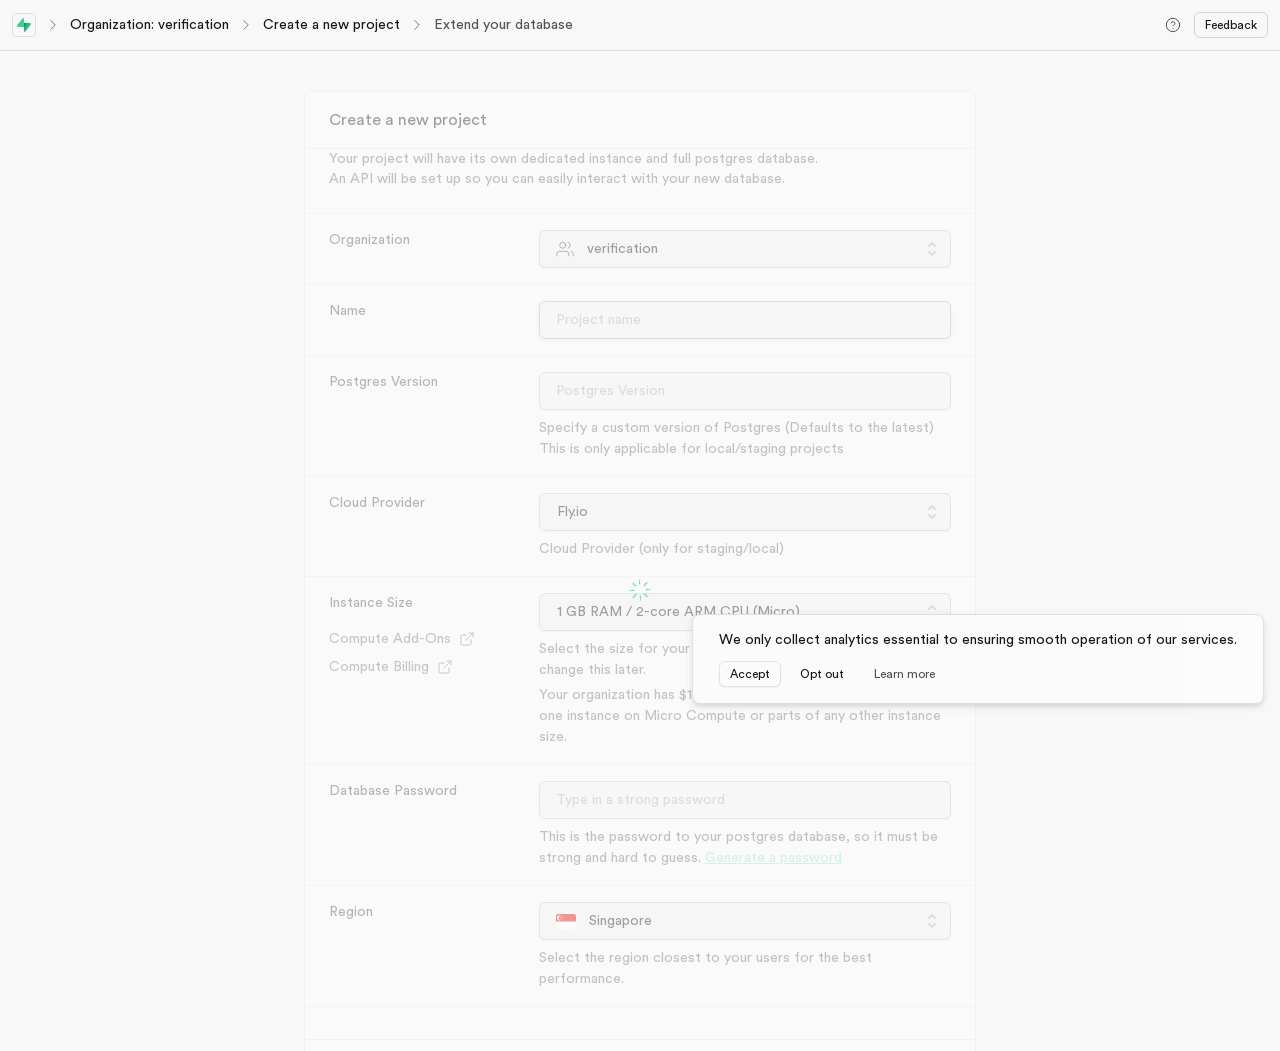 Organization: verification
Create a new project
Extend your database
Feedback
Create a new project
Your project will have its own dedicated instance and full postgres database.
An API will be set up so you can easily interact with your new database.
Organization
verification
Name
Project name
Postgres Version
Postgres Version
Specify a custom version of Postgres (Defaults to the latest)
This is only applicable for local/staging projects
Cloud Provider
Fly.io
Cloud Provider (only for staging/local)
Instance Size
1 GB RAM / 2-core ARM CPU (Micro)
Compute Add-Ons
Compute Billing
Select the size for your
change this later.
Your organization has $1
one instance on Micro Compute or parts of any other instance
size.
We only collect analytics essential to ensuring smooth operation of our services.
Accept
Opt out
Learn more
Database Password
Type in a strong password
This is the password to your postgres database, so it must be
strong and hard to guess. Generate a password
Region
Singapore
Select the region closest to your users for the best
performance.